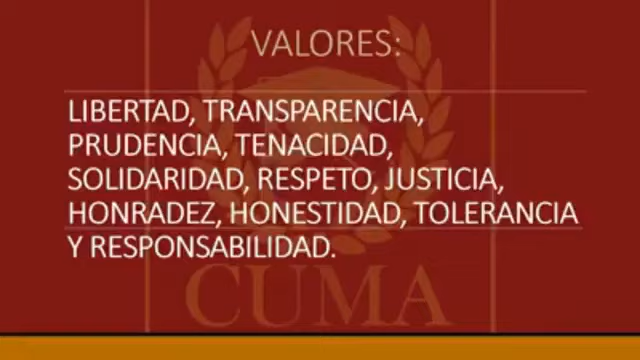 VALORES:
LIBERTAD, TRANSPARENCIA,
PRUDENCIA, TENACIDAD,
SOLIDARIDAD, RESPETO, JUSTICIA,
HONRADEZ, HONESTIDAD, TOLERANCIA
Y RESPONSABILIDAD.
CUMA